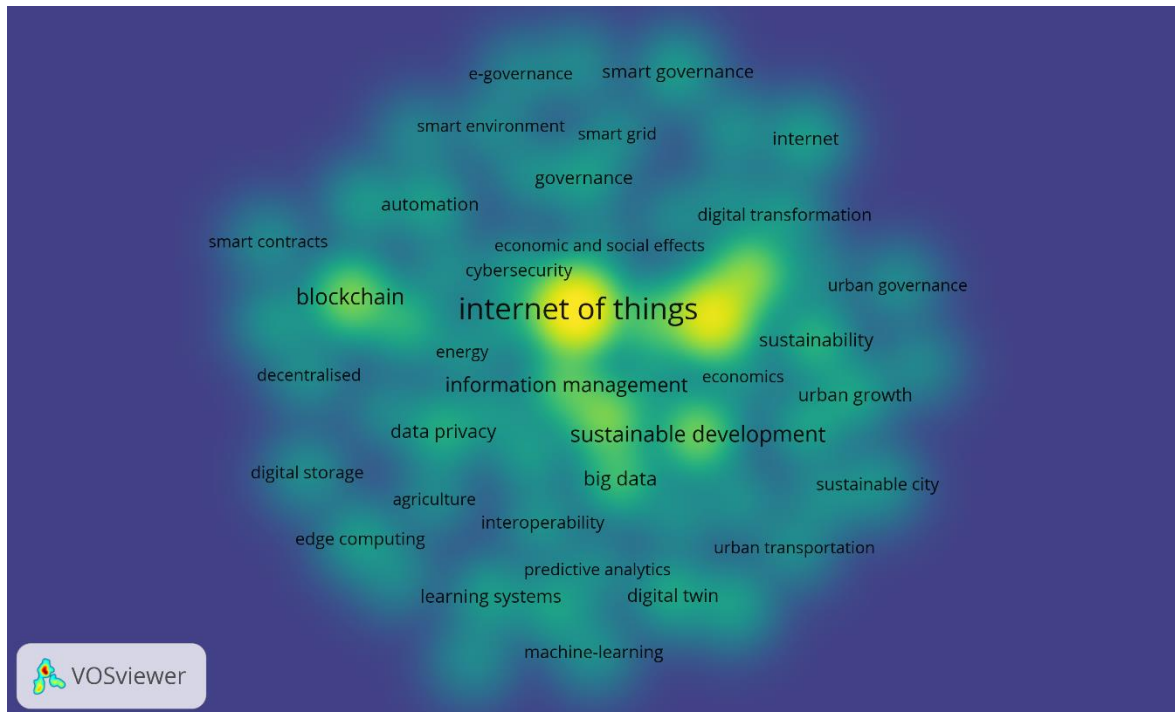 e-governance
smart governance
smart environment
smart grid
internet
governance
automation
digital transformation
smart contracts
economic and social effects
cybersecurity
urban governance
blockchain
internet of things
sustainability
energy
decentralised
information management
economics
urban growth
data privacy
sustainable development
digital storage
big data
sustainable city
agriculture
interoperability
edge computing
urban transportation
predictive analytics
learning systems
digital twin
machine-learning
VOSviewer